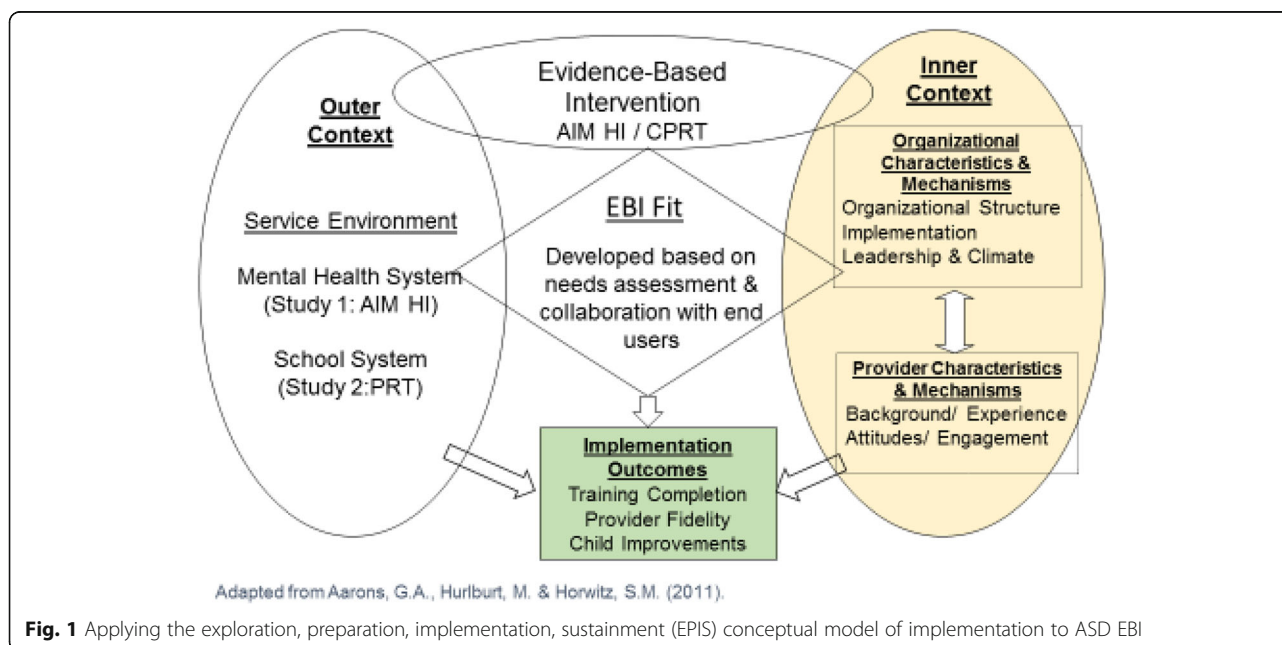 Evidence-Based
Intervention
AIM HI / CPRT
Outer
Context
Service Environment
Mental Health System
(Study 1: AIM HI)
School System
(Study 2:PRT)
EBI Fit
Developed based on
needs assessment &
collaboration with end
users
Inner
Context
Organizational
Characteristics &
Mechanisms
Organizational Structure
Implementation
Leadership & Climate
Provider Characteristics
& Mechanisms
Background/ Experience
Attitudes/ Engagement
Implementation
Outcomes
Training Completion
Provider Fidelity
Child Improvements
Adapted from Aarons, G.A., Hurlburt, M. & Horwitz, S.M. (2011).
Fig. 1 Applying the exploration, preparation, implementation, sustainment (EPIS) conceptual model of implementation to ASD EBI